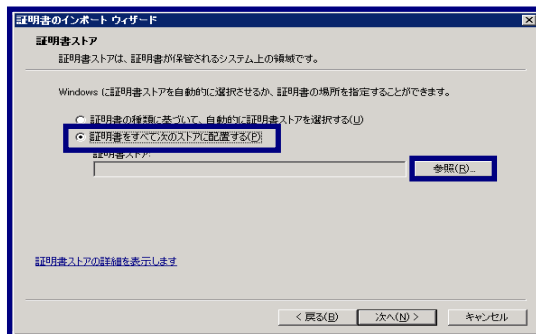 証明書のインポート ウィザード
証明書ストア
証明書ストアは、証明書が保管されるシステム上の領域です。
Windows に証明書ストアを自動的に選択させるか、証明書の場所を指定することができます。
証明書の種類に基づいて、自動的に証明書ストアを選択する(U)
証明書をすべて次のストアに配置する(P)
証明書ストア:
参照(R)...
証明書ストアの詳細を表示します
< 戻る(B) 次へ(N) > キャンセル